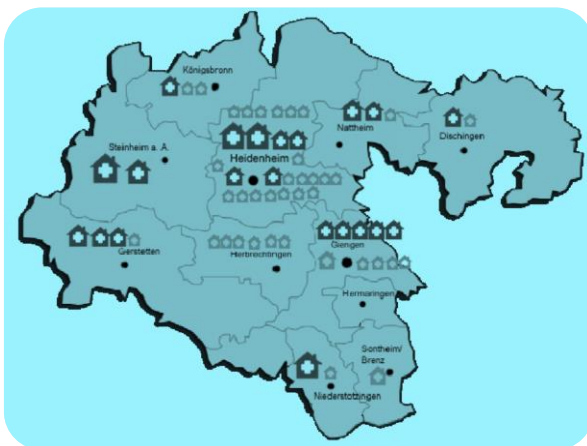 Königsbronn
Nattheim
Dischingen
Steinheim a. A.
Heidenheim
Gerstetten
Herbrechtingen
Giengen
Hermaringen
Sontheim/
Brenz
Niederstotzingen